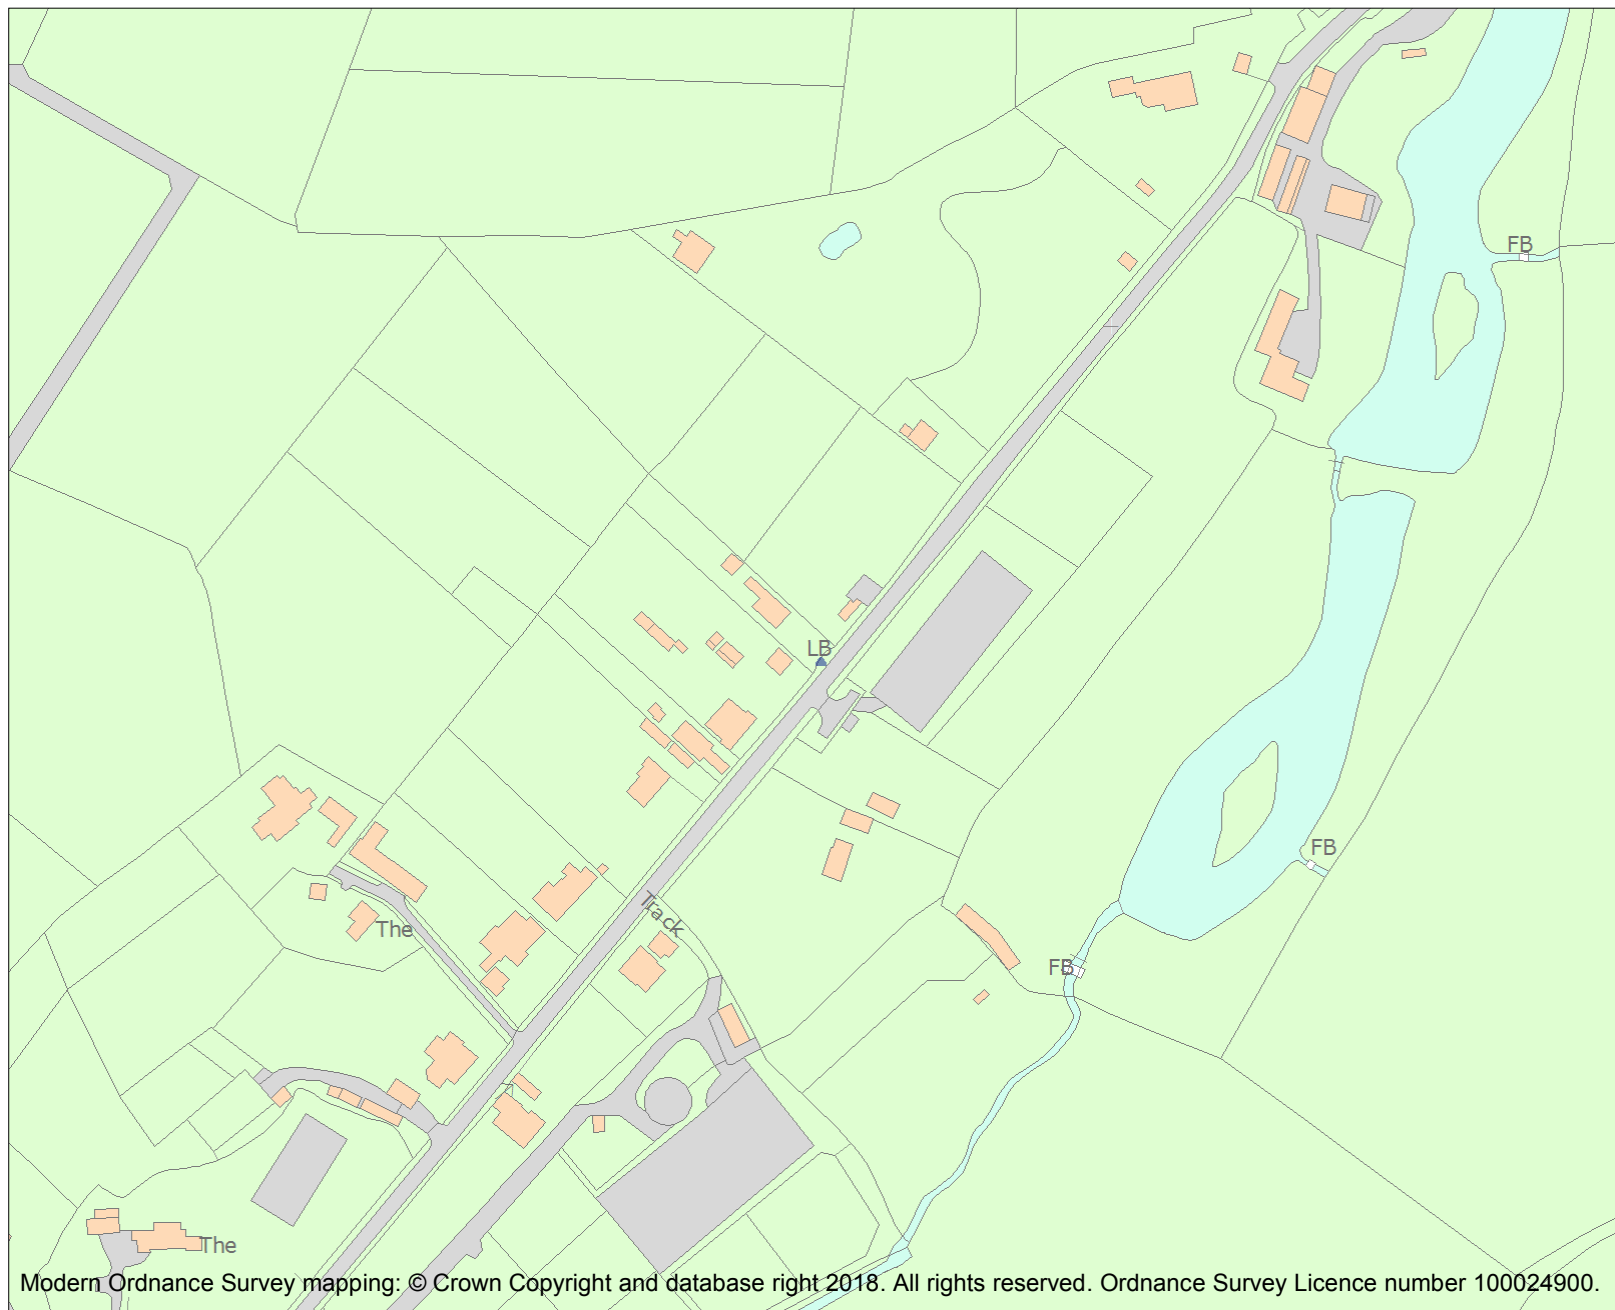 FB
LB
FB
Track
The
FB
The
Modern Ordnance Survey mapping: © Crown Copyright and database right 2018. All rights reserved. Ordnance Survey Licence number 100024900.